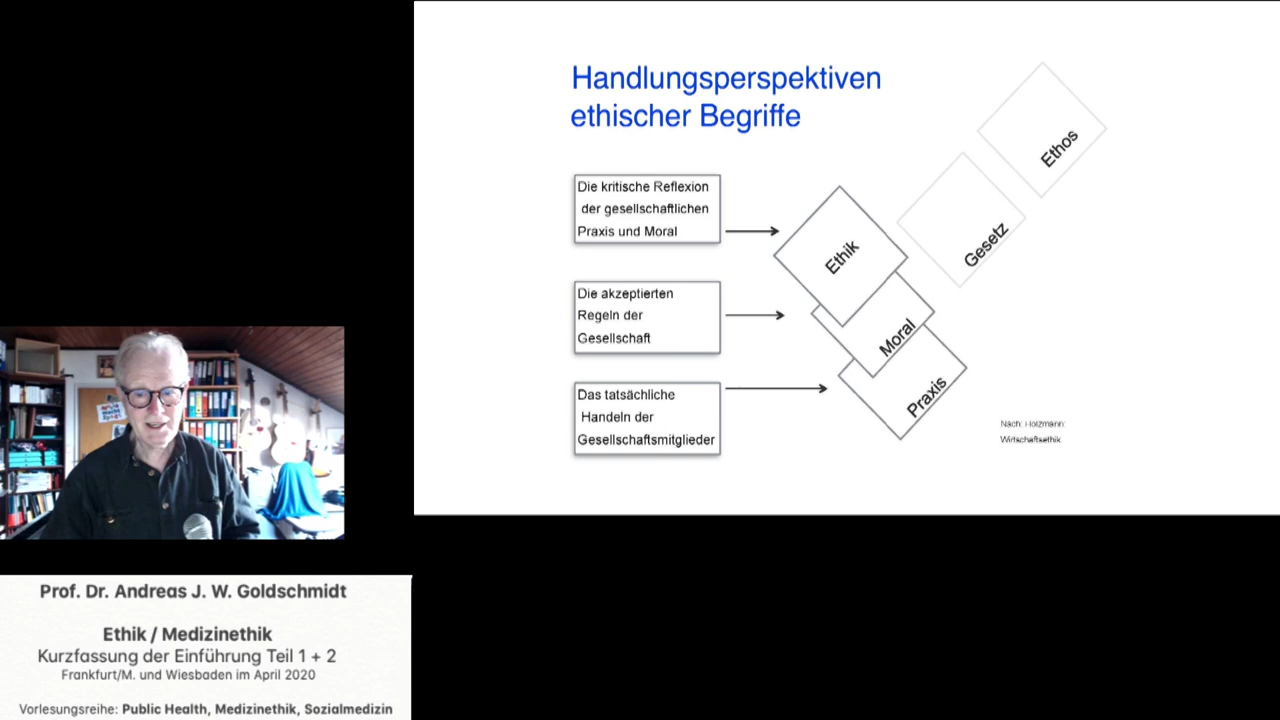 Handlungsperspektiven
ethischer Begriffe
Die kritische Reflexion
der gesellschaftlichen
Praxis und Moral
Die akzeptierten
Regeln der
Gesellschaft
Das tatsächliche
Handeln der
Gesellschaftsmitglieder
Ethos
Gesetz
Ethik
Moral
Praxis
Nach: Holzmann:
Wirtschaftsethik
Prof. Dr. Andreas J. W. Goldschmidt
Ethik / Medizinethik
Kurzfassung der Einführung Teil 1 + 2
Frankfurt/M. und Wiesbaden im April 2020
Vorlesungsreihe: Public Health, Medizinethik, Sozialmedizin